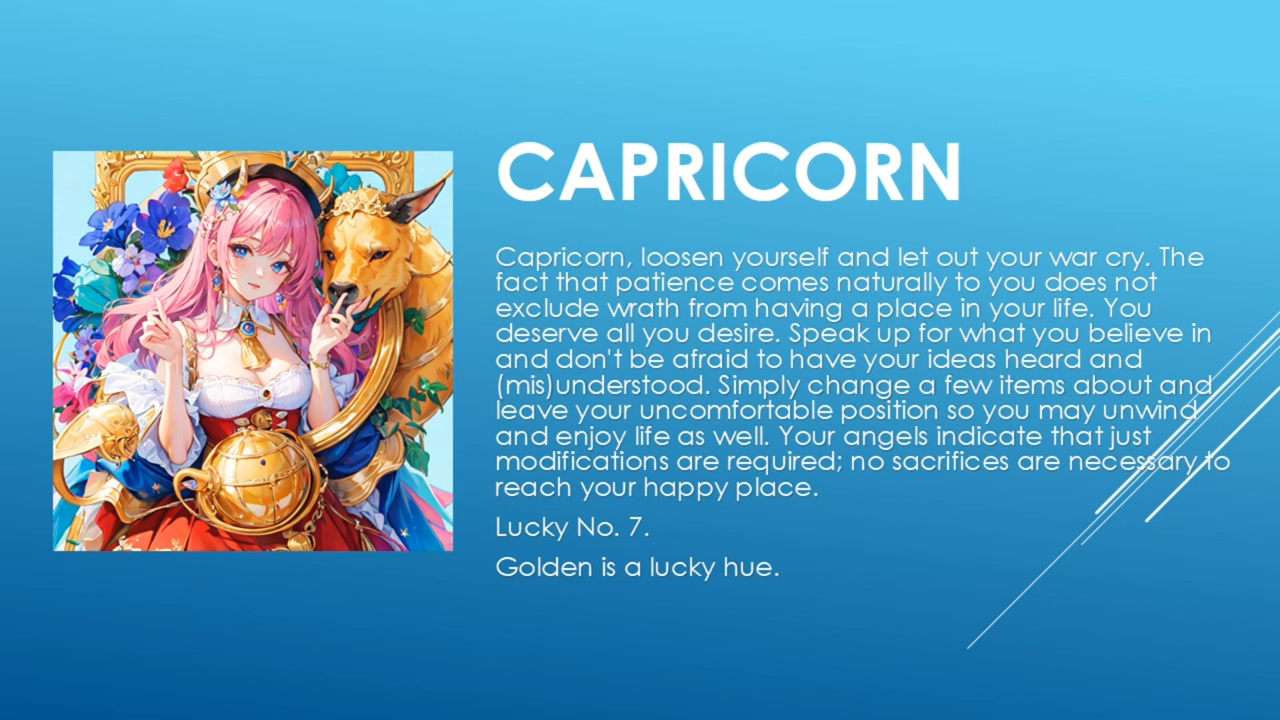 CAPRICORN
Capricorn, loosen yourself and let out your war cry. The
fact that patience comes naturally to you does not
exclude wrath from having a place in your life. You
deserve all you desire. Speak up for what you believe in
and don't be afraid to have your ideas heard and
(mis)understood. Simply change a few items about and
leave your uncomfortable position so you may unwind
and enjoy life as well. Your angels indicate that just
modifications are required; no sacrifices are necessary to
reach your happy place.
Lucky No. 7.
Golden is a lucky hue.